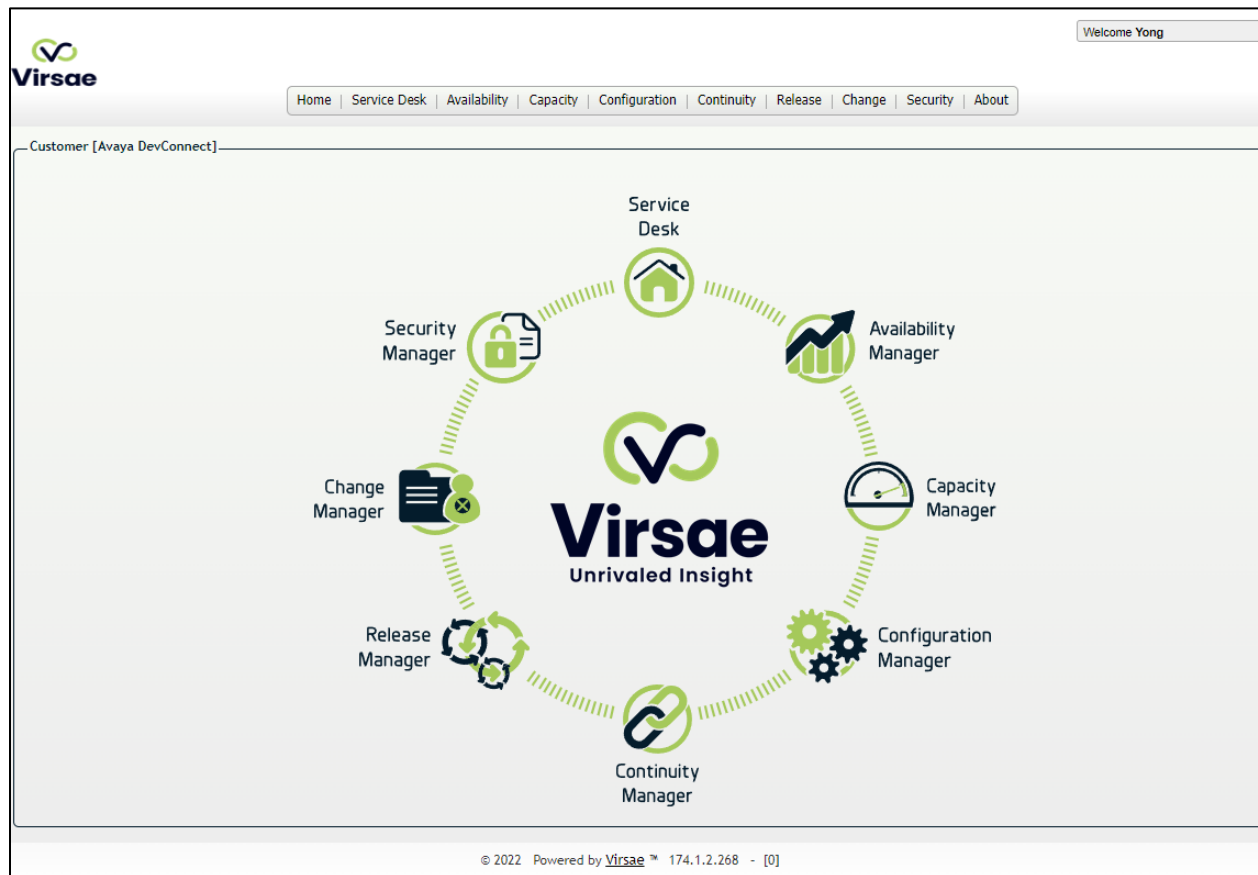 Welcome Yong
Virsae
Home | Service Desk | Availability | Capacity | Configuration | Continuity | Release | Change | Security | About
Customer [Avaya DevConnect]
Service
Desk
Security
Manager
Availability
Manager
Change
Manager
Capacity
Manager
Virsae
Unrivaled Insight
Release
Manager
Configuration
Manager
Continuity
Manager
© 2022 Powered by Virsae ™ 174.1.2.268 - [0]